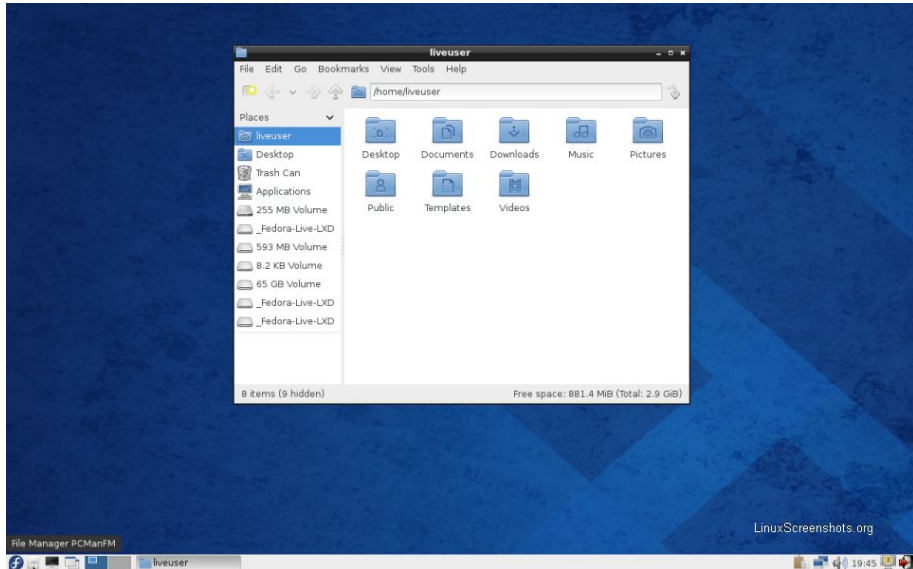 liveuser
File Edit Go Bookmarks View Tools Help
/home/liveuser
Places
liveuser
Desktop
Trash Can
Applications
255 MB Volume
_Fedora-Live-LXD
593 MB Volume
8.2 KB Volume
65 GB Volume
_Fedora-Live-LXD
_Fedora-Live-LXD
Desktop Documents Downloads Music Pictures
Public Templates Videos
8 items (9 hidden) Free space: 881.4 MiB (Total: 2.9 GiB)
LinuxScreenshots.org
File Manager PCManFM
liveuser 19:45